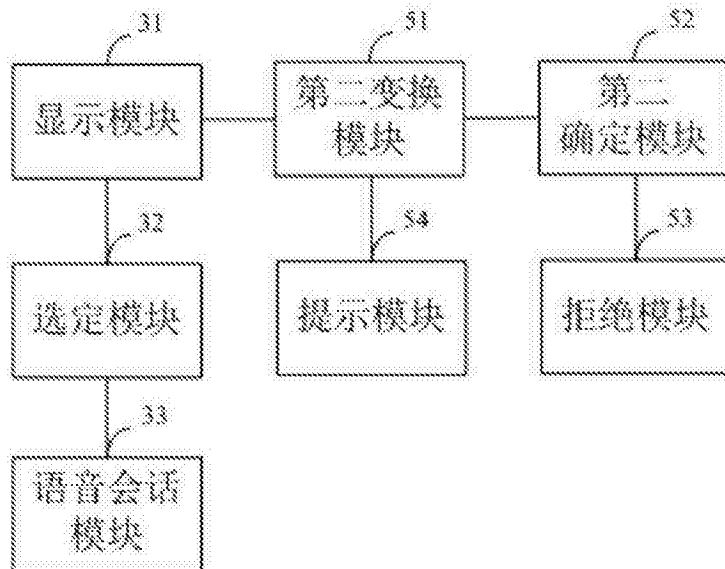 31
51
52
显示模块
第二变换
模块
第二
确定模块
32
54
53
选定模块
提示模块
拒绝模块
33
语音会话
模块